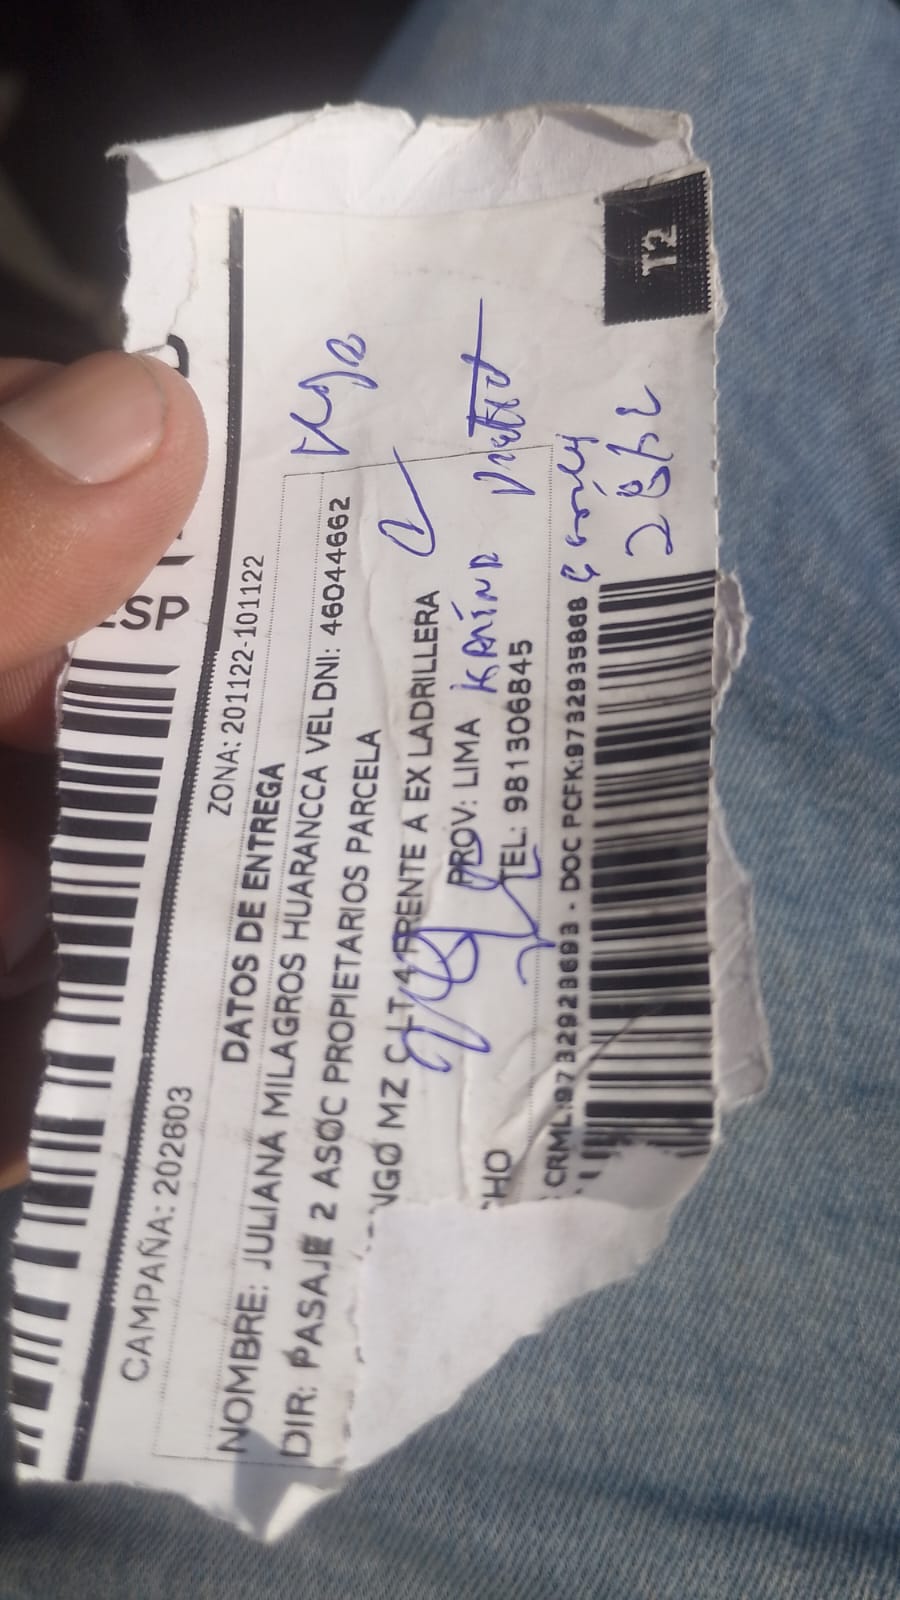 ESP
ZONA: 201122-101122
CAMPAÑA: 202603
DATOS DE ENTREGA
NOMBRE: JULIANA MILAGROS HUARANCCA VEL DNI: 46044662
DIR: PASAJE 2 ASOC PROPIETARIOS PARCELA
NGO MZ C LT 4 FRENTE A EX LADRILLERA
CHO PROV: LIMA
TEL: 981306845
CRML:9732928693 - DOC PCFK:9732935868
T2